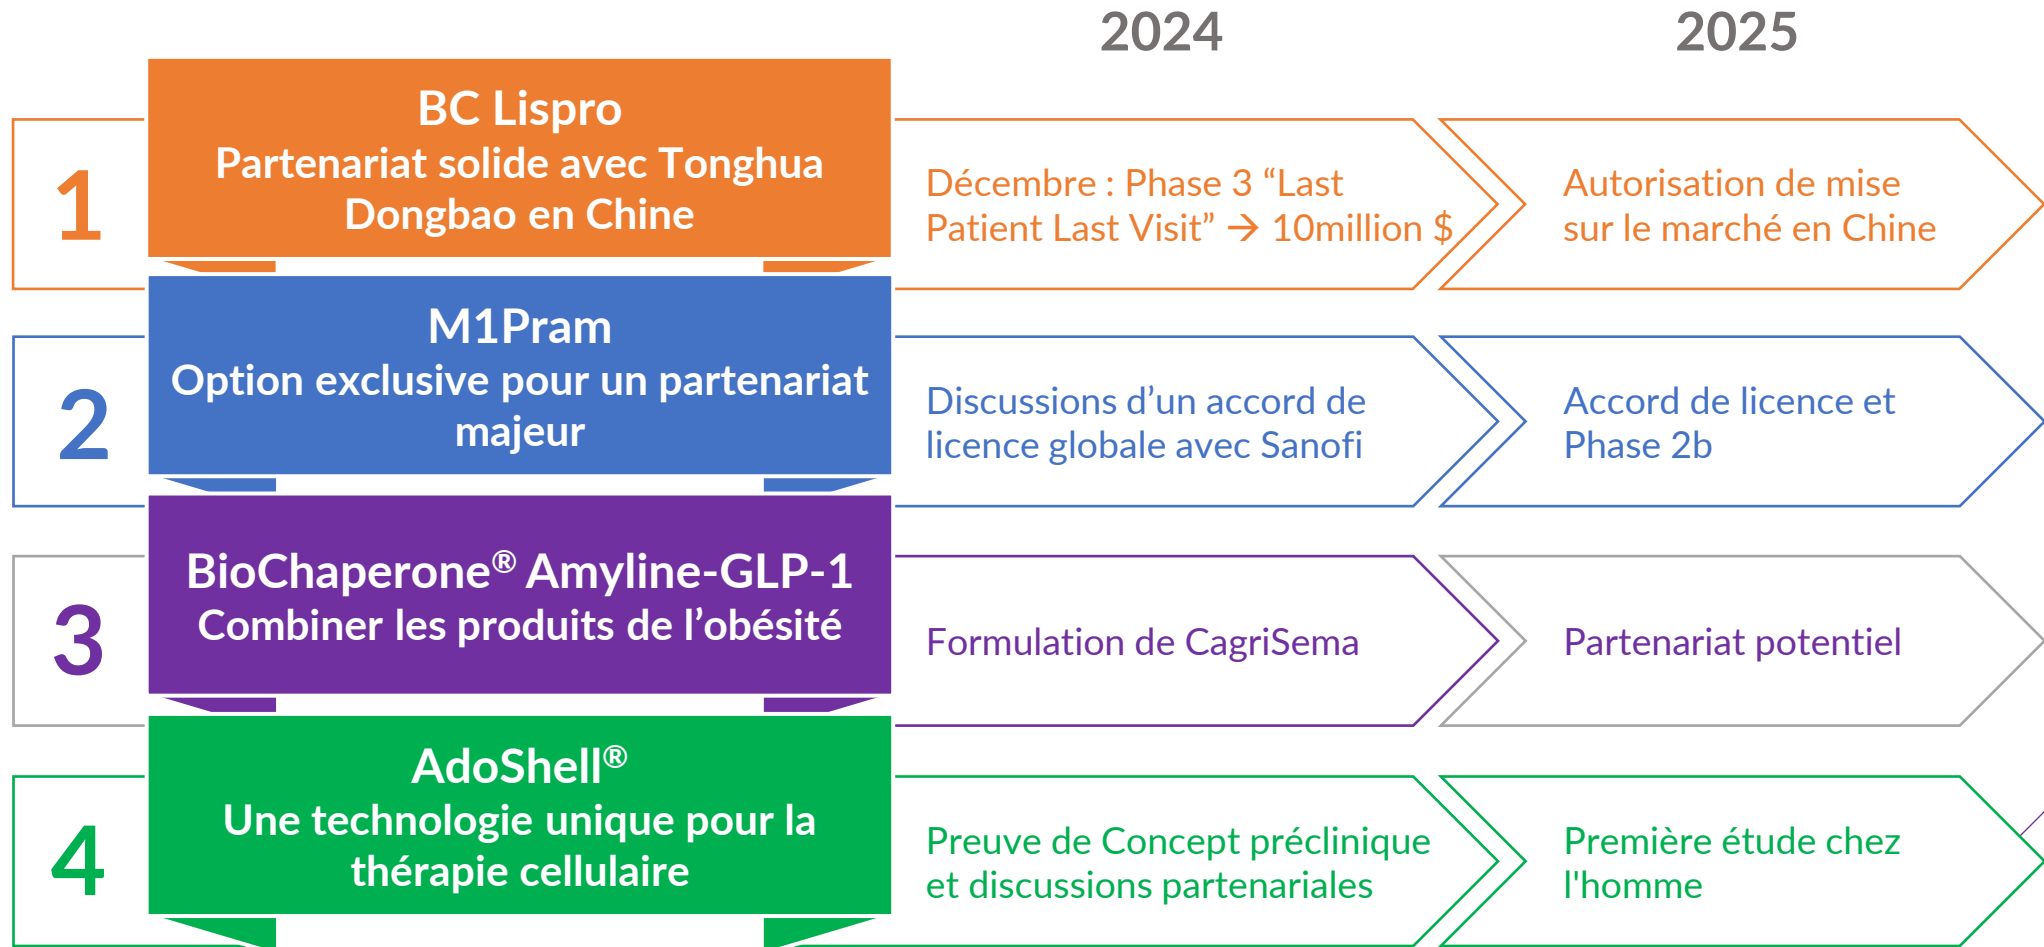 2024
2025
1
BC Lispro
Partenariat solide avec Tonghua
Dongbao en Chine
Décembre : Phase 3 “Last
Patient Last Visit” → 10million $
Autorisation de mise
sur le marché en Chine
2
M1Pram
Option exclusive pour un partenariat
majeur
Discussions d’un accord de
licence globale avec Sanofi
Accord de licence et
Phase 2b
3
BioChaperone® Amyline-GLP-1
Combiner les produits de l’obésité
Formulation de CagriSema
Partenariat potentiel
4
AdoShell®
Une technologie unique pour la
thérapie cellulaire
Preuve de Concept préclinique
et discussions partenariales
Première étude chez
l'homme